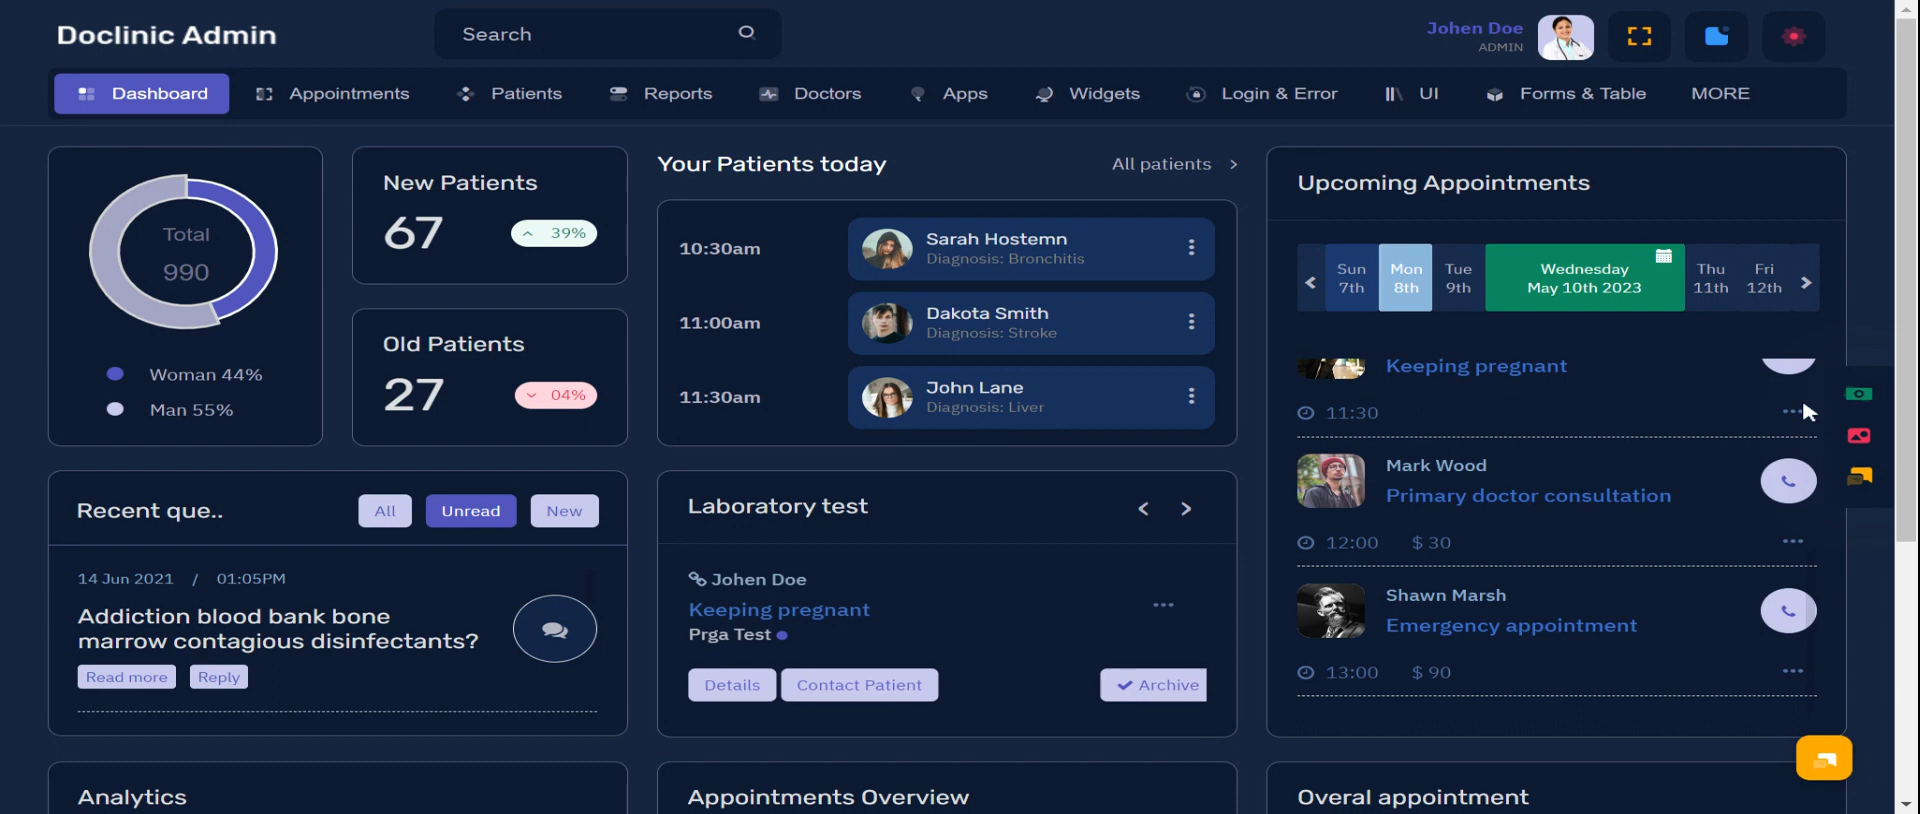 Doclinic Admin
Search
Johen Doe
ADMIN
Dashboard
Appointments
Patients
Reports
Doctors
Apps
Widgets
Login & Error
UI
Forms & Table
MORE
Total
990
Woman 44%
Man 55%
New Patients
67
39%
Old Patients
27
04%
Your Patients today
All patients
10:30am
Sarah Hostemn
Diagnosis: Bronchitis
11:00am
Dakota Smith
Diagnosis: Stroke
11:30am
John Lane
Diagnosis: Liver
Upcoming Appointments
Sun
7th
Mon
8th
Tue
9th
Wednesday
May 10th 2023
Thu
11th
Fri
12th
Keeping pregnant
11:30
Mark Wood
Primary doctor consultation
12:00 $ 30
Shawn Marsh
Emergency appointment
13:00 $ 90
Recent que..
All
Unread
New
14 Jun 2021 / 01:05PM
Addiction blood bank bone
marrow contagious disinfectants?
Read more
Reply
Laboratory test
Johen Doe
Keeping pregnant
Prga Test
Details
Contact Patient
Archive
Analytics
Appointments Overview
Overal appointment